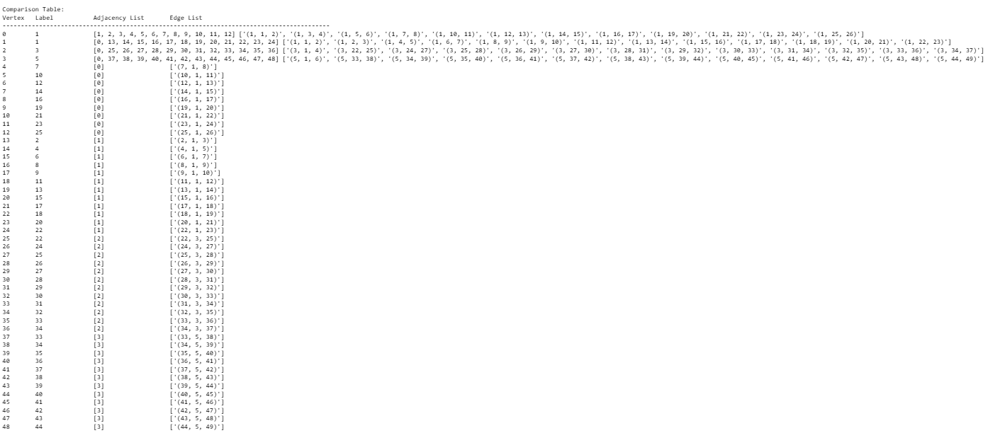 Comparison Table:
Vertex Label Adjacency List Edge List
--------------------------------------------------------------------------------------
0 1 [1, 2, 3, 4, 5, 6, 7, 8, 9, 10, 11, 12] ['(1, 1, 2)', '(1, 3, 4)', '(1, 5, 6)', '(1, 7, 8)', '(1, 10, 11)', '(1, 12, 13)', '(1, 14, 15)', '(1, 16, 17)', '(1, 19, 20)', '(1, 21, 22)', '(1, 23, 24)', '(1, 25, 26)']
1 1 [0, 13, 14, 15, 16, 17, 18, 19, 20, 21, 22, 23, 24] ['(1, 1, 2)', '(1, 2, 3)', '(1, 4, 5)', '(1, 6, 7)', '(1, 8, 9)', '(1, 9, 10)', '(1, 11, 12)', '(1, 13, 14)', '(1, 15, 16)', '(1, 17, 18)', '(1, 18, 19)', '(1, 20, 21)', '(1, 22, 23)']
2 3 [0, 25, 26, 27, 28, 29, 30, 31, 32, 33, 34, 35, 36] ['(3, 1, 4)', '(3, 22, 25)', '(3, 24, 27)', '(3, 25, 28)', '(3, 26, 29)', '(3, 27, 30)', '(3, 28, 31)', '(3, 29, 32)', '(3, 30, 33)', '(3, 31, 34)', '(3, 32, 35)', '(3, 33, 36)', '(3, 34, 37)']
3 5 [0, 37, 38, 39, 40, 41, 42, 43, 44, 45, 46, 47, 48] ['(5, 1, 6)', '(5, 33, 38)', '(5, 34, 39)', '(5, 35, 40)', '(5, 36, 41)', '(5, 37, 42)', '(5, 38, 43)', '(5, 39, 44)', '(5, 40, 45)', '(5, 41, 46)', '(5, 42, 47)', '(5, 43, 48)', '(5, 44, 49)']
4 7 [0] ['(7, 1, 8)']
5 10 [0] ['(10, 1, 11)']
6 12 [0] ['(12, 1, 13)']
7 14 [0] ['(14, 1, 15)']
8 16 [0] ['(16, 1, 17)']
9 19 [0] ['(19, 1, 20)']
10 21 [0] ['(21, 1, 22)']
11 23 [0] ['(23, 1, 24)']
12 25 [0] ['(25, 1, 26)']
13 2 [1] ['(2, 1, 3)']
14 4 [1] ['(4, 1, 5)']
15 6 [1] ['(6, 1, 7)']
16 8 [1] ['(8, 1, 9)']
17 9 [1] ['(9, 1, 10)']
18 11 [1] ['(11, 1, 12)']
19 13 [1] ['(13, 1, 14)']
20 15 [1] ['(15, 1, 16)']
21 17 [1] ['(17, 1, 18)']
22 18 [1] ['(18, 1, 19)']
23 20 [1] ['(20, 1, 21)']
24 22 [1] ['(22, 1, 23)']
25 22 [2] ['(22, 3, 25)']
26 24 [2] ['(24, 3, 27)']
27 25 [2] ['(25, 3, 28)']
28 26 [2] ['(26, 3, 29)']
29 27 [2] ['(27, 3, 30)']
30 28 [2] ['(28, 3, 31)']
31 29 [2] ['(29, 3, 32)']
32 30 [2] ['(30, 3, 33)']
33 31 [2] ['(31, 3, 34)']
34 32 [2] ['(32, 3, 35)']
35 33 [2] ['(33, 3, 36)']
36 34 [2] ['(34, 3, 37)']
37 33 [3] ['(33, 5, 38)']
38 34 [3] ['(34, 5, 39)']
39 35 [3] ['(35, 5, 40)']
40 36 [3] ['(36, 5, 41)']
41 37 [3] ['(37, 5, 42)']
42 38 [3] ['(38, 5, 43)']
43 39 [3] ['(39, 5, 44)']
44 40 [3] ['(40, 5, 45)']
45 41 [3] ['(41, 5, 46)']
46 42 [3] ['(42, 5, 47)']
47 43 [3] ['(43, 5, 48)']
48 44 [3] ['(44, 5, 49)']